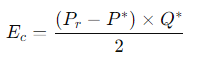 E_c = \frac{(P_r - P^*) \times Q^*}{2}